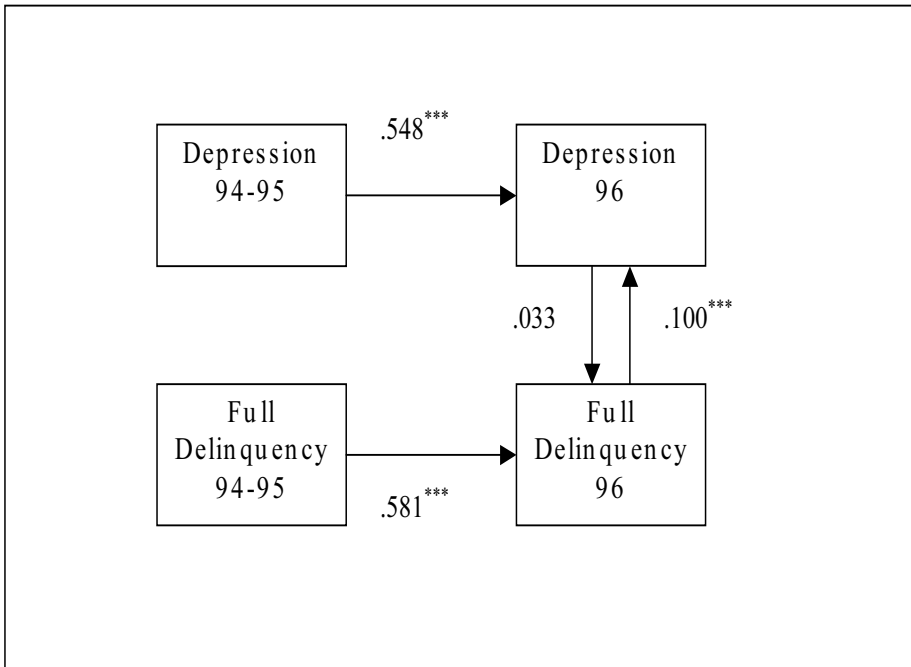 .548***
Depression
94-95
Depression
96
.033
.100***
Full
Delinquency
94-95
Full
Delinquency
96
.581***